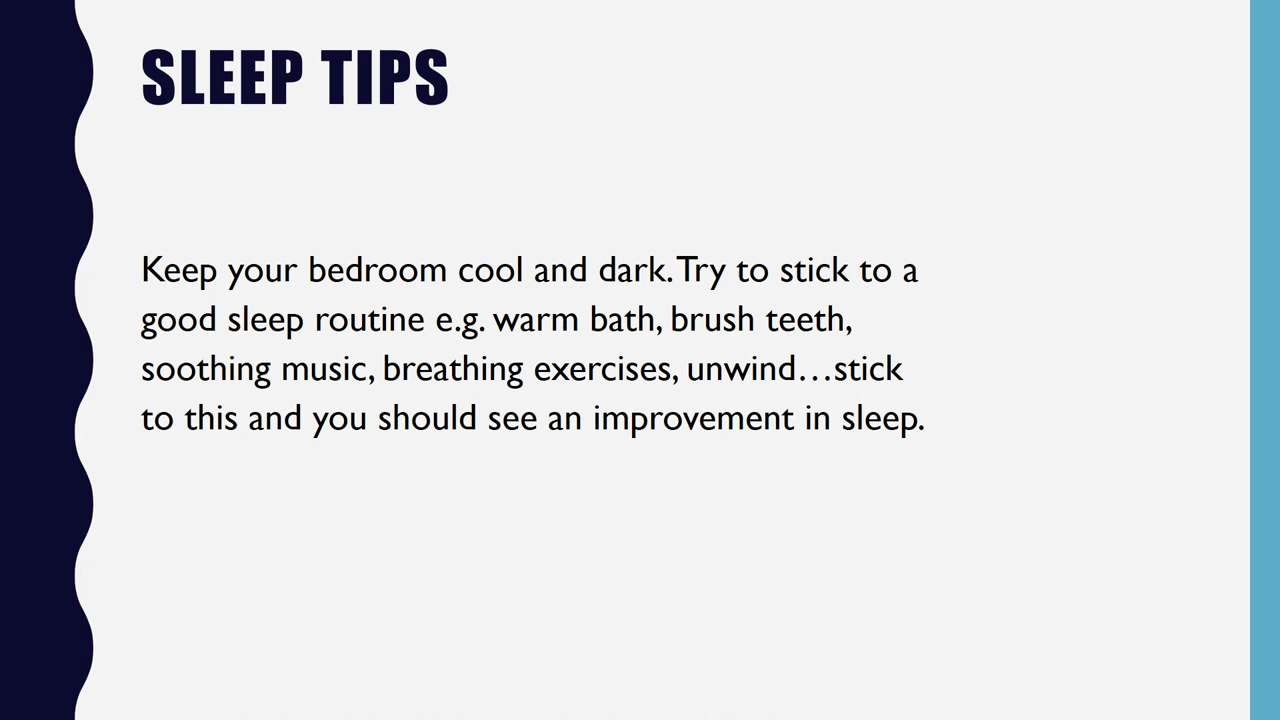 SLEEP TIPS
Keep your bedroom cool and dark. Try to stick to a
good sleep routine e.g. warm bath, brush teeth,
soothing music, breathing exercises, unwind…stick
to this and you should see an improvement in sleep.